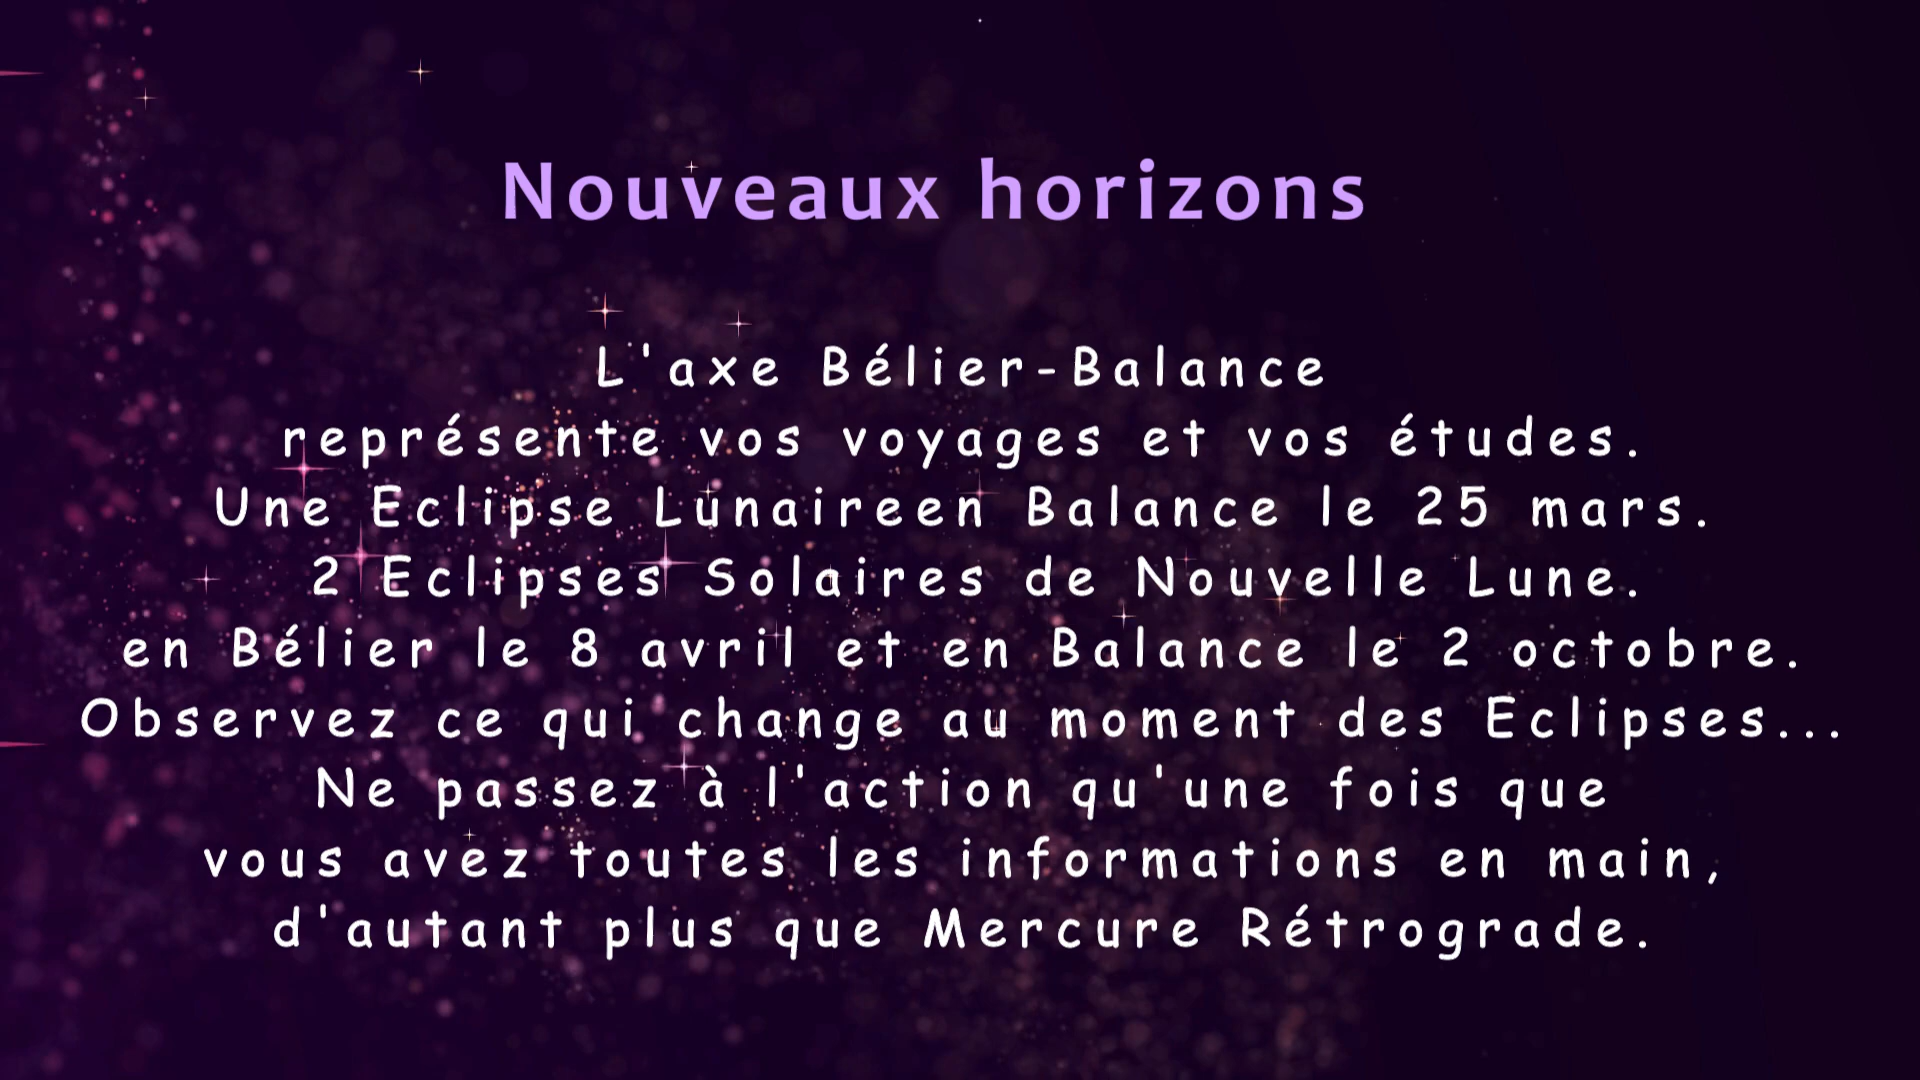 Nouveaux horizons
L'axe Bélier-Balance
représente vos voyages et vos études.
Une Eclipse Lunaireen Balance le 25 mars.
2 Eclipses Solaires de Nouvelle Lune.
en Bélier le 8 avril et en Balance le 2 octobre.
Observez ce qui change au moment des Eclipses...
Ne passez à l'action qu'une fois que
vous avez toutes les informations en main,
d'autant plus que Mercure Rétrograde.